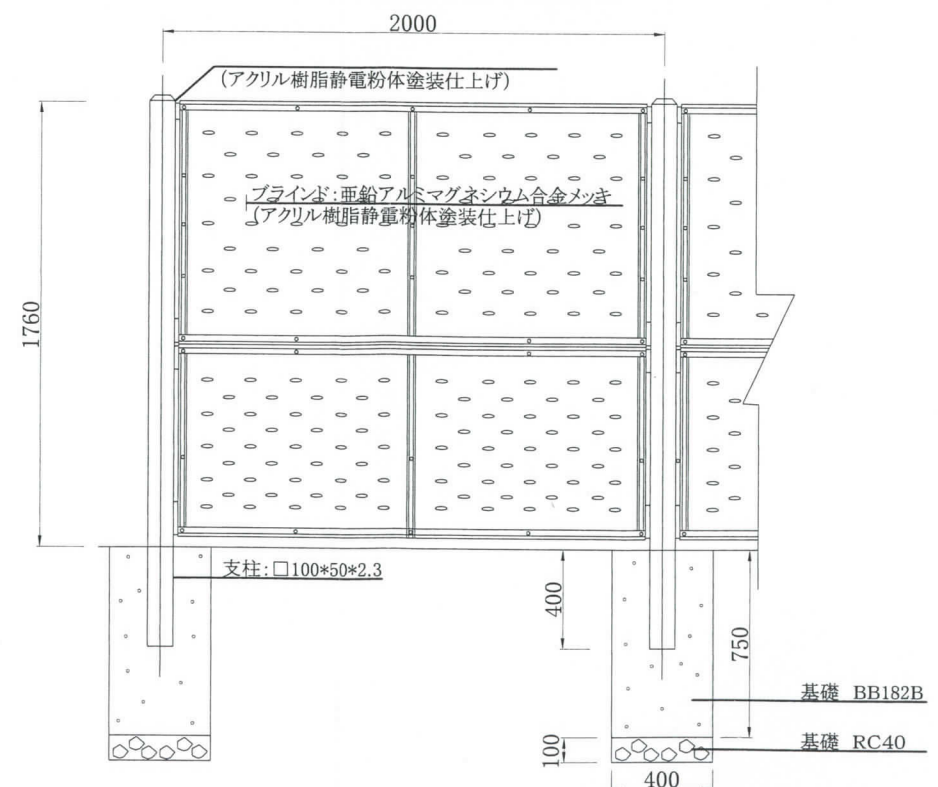 2000
(アクリル樹脂静電粉体塗装仕上げ)
ブラインド:亜鉛アルミマグネシウム合金メッキ
(アクリル樹脂静電粉体塗装仕上げ)
1760
支柱:□100*50*2.3
400
750
基礎 BB182B
基礎 RC40
100
400